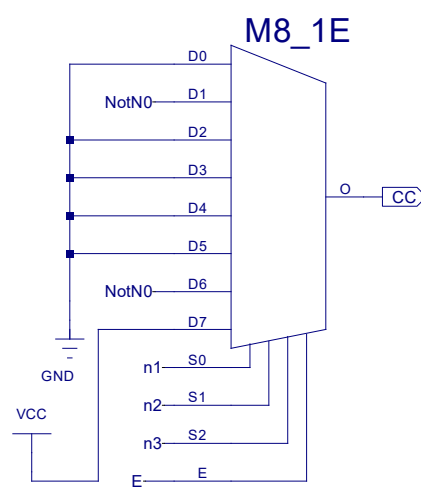 M8_1E
D0
NotN0 D1
D2
D3
D4
D5
NotN0 D6
D7
O CC
GND
n1 S0
n2 S1
n3 S2
VCC
E E